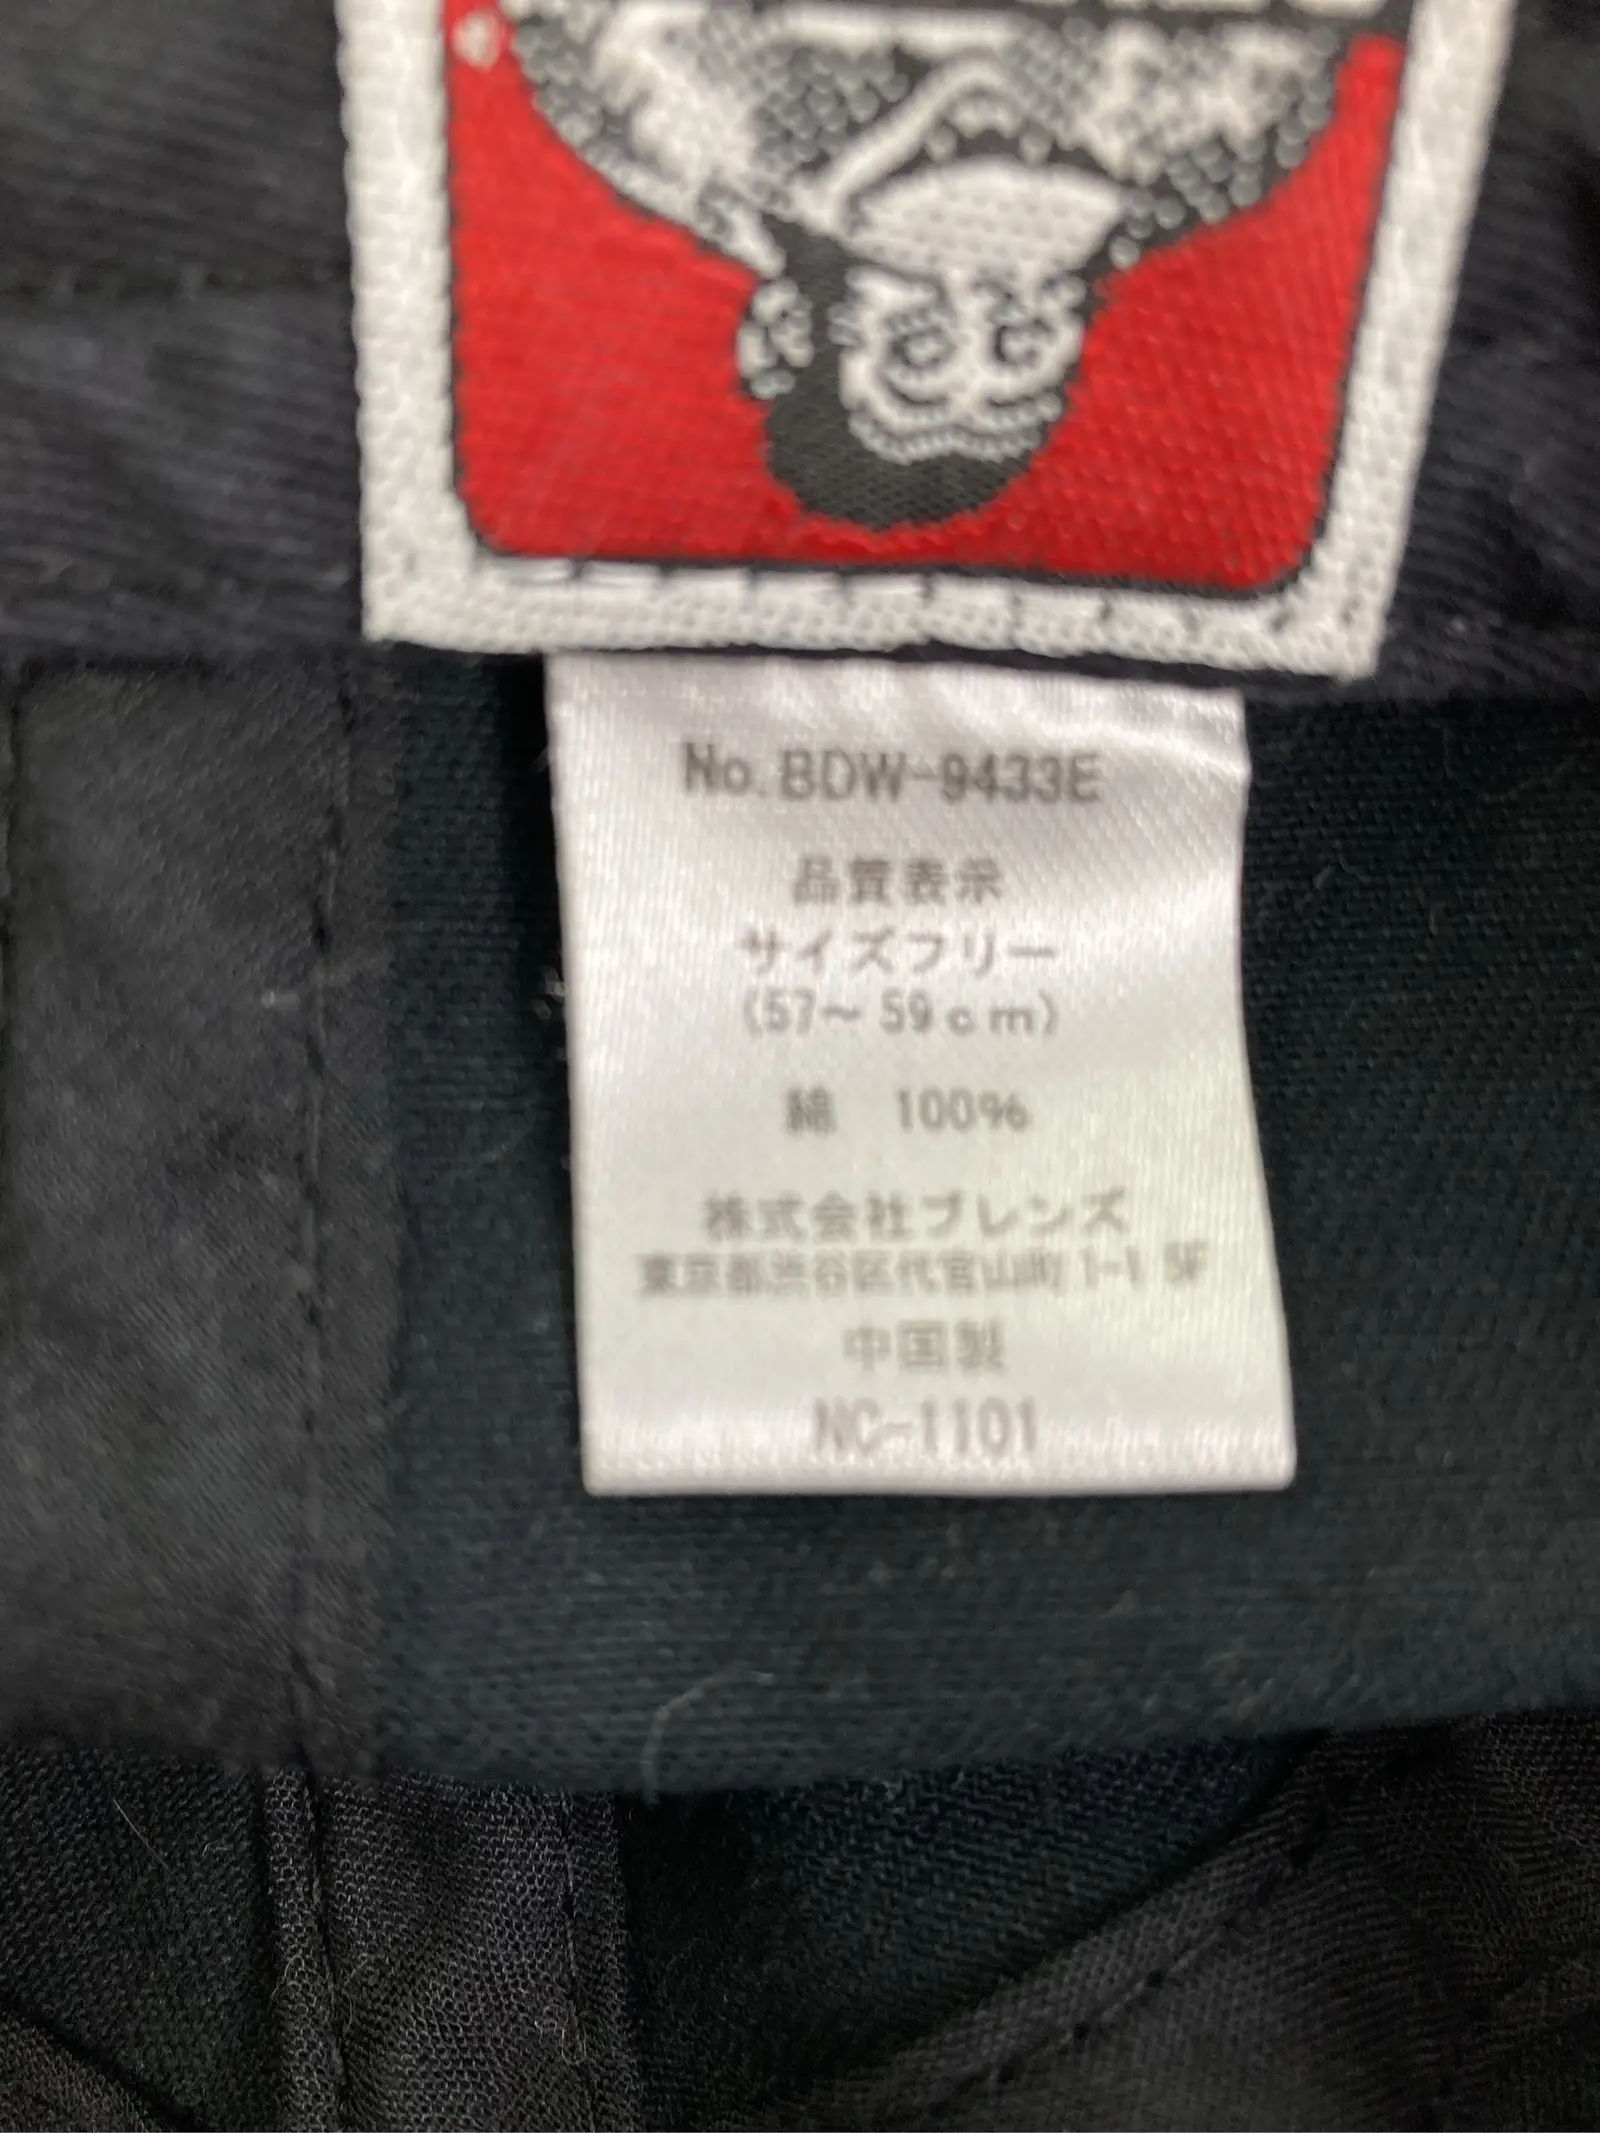 No.BDW-9433E
品質表示
サイズフリー
(57～59cm)
綿 100%
株式会社ブレンズ
東京都渋谷区代官山町1-1 5F
中国製
NC-1101